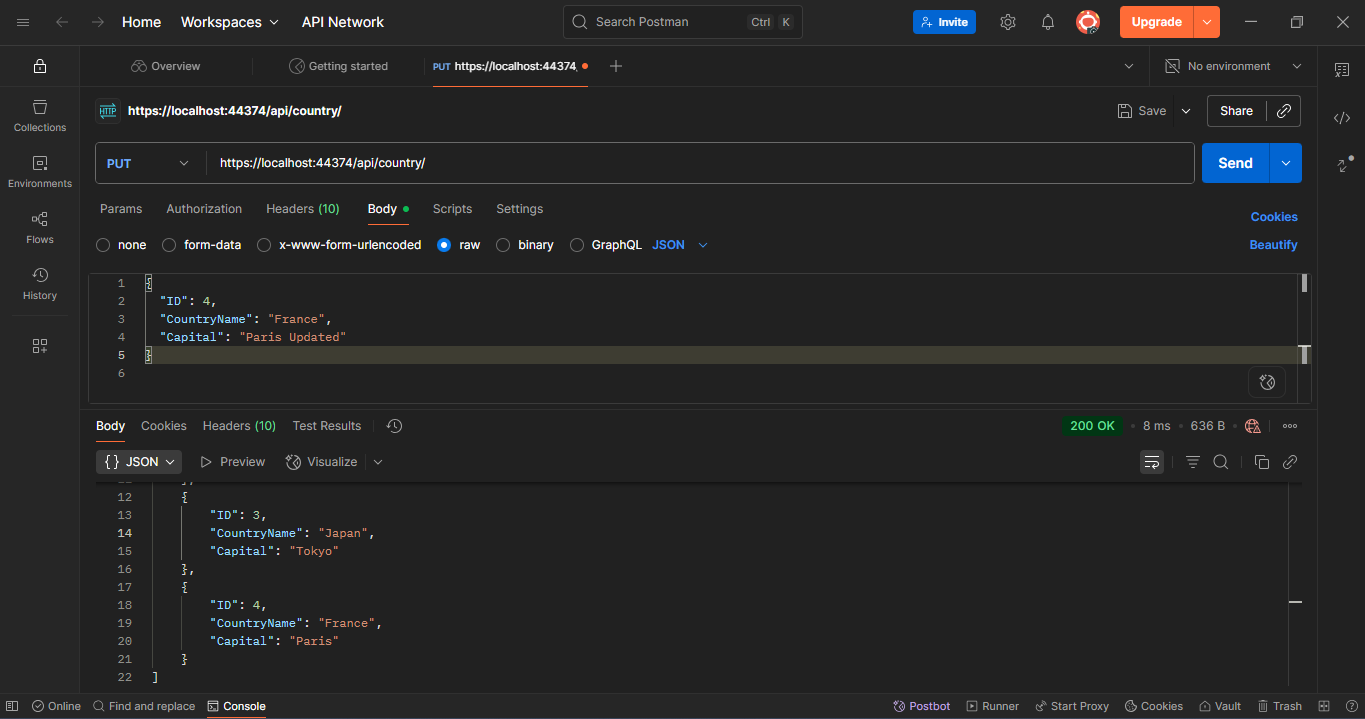 Home Workspaces API Network Search Postman Ctrl K Invite Upgrade
Overview Getting started PUT https://localhost:44374 No environment
HTTP https://localhost:44374/api/country/ Save Share
PUT https://localhost:44374/api/country/ Send
Params Authorization Headers (10) Body Scripts Settings Cookies
none form-data x-www-form-urlencoded raw binary GraphQL JSON Beautify
Collections
Environments
Flows
History
1 {
2 "ID": 4,
3 "CountryName": "France",
4 "Capital": "Paris Updated"
5 }
6
Body Cookies Headers (10) Test Results 200 OK • 8 ms • 636 B
{} JSON Preview Visualize
12 {
13 "ID": 3,
14 "CountryName": "Japan",
15 "Capital": "Tokyo"
16 },
17 {
18 "ID": 4,
19 "CountryName": "France",
20 "Capital": "Paris"
21 }
22 ]
Online Find and replace Console Postbot Runner Start Proxy Cookies Vault Trash